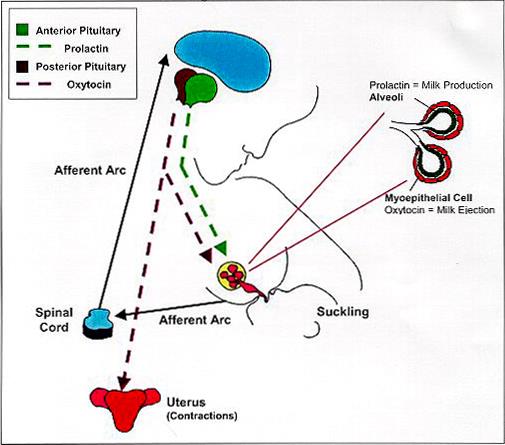 Anterior Pituitary
Prolactin
Posterior Pituitary
Oxytocin
Prolactin = Milk Production
Alveoli
Afferent Arc
Myoepithelial Cell
Oxytocin = Milk Ejection
Spinal
Cord
Afferent Arc
Suckling
Uterus
(Contractions)